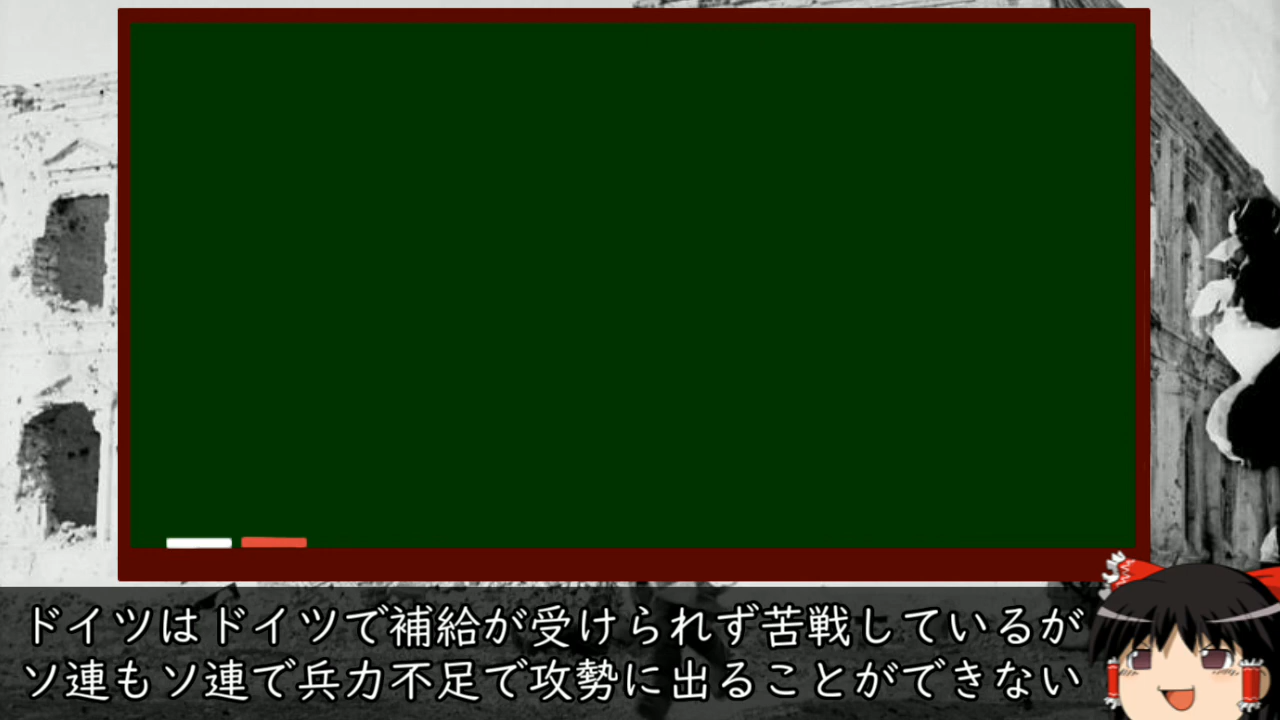 ドイツはドイツで補給が受けられず苦戦しているが
ソ連もソ連で兵力不足で攻勢に出ることができない